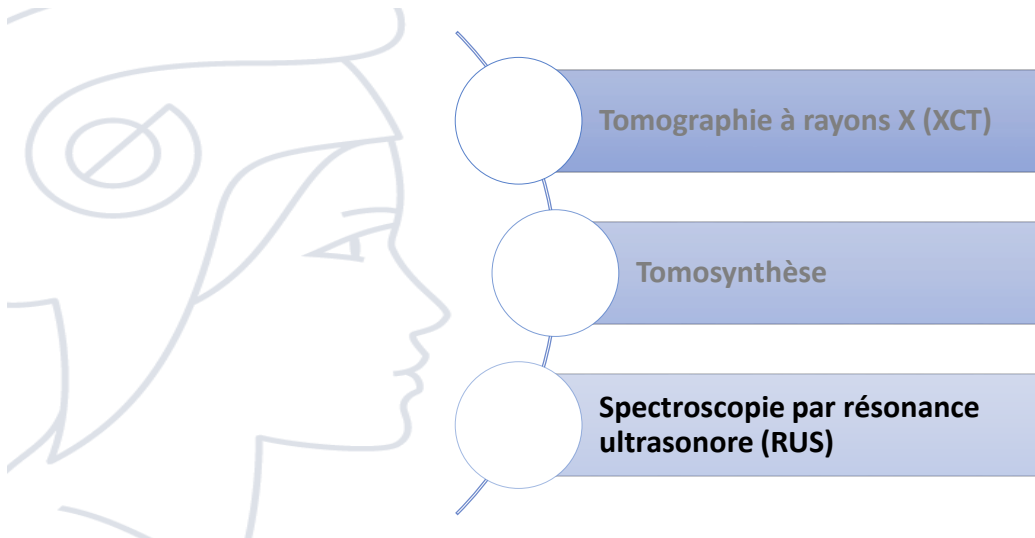 Tomographie à rayons X (XCT)
Tomosynthèse
Spectroscopie par résonance
ultrasonore (RUS)